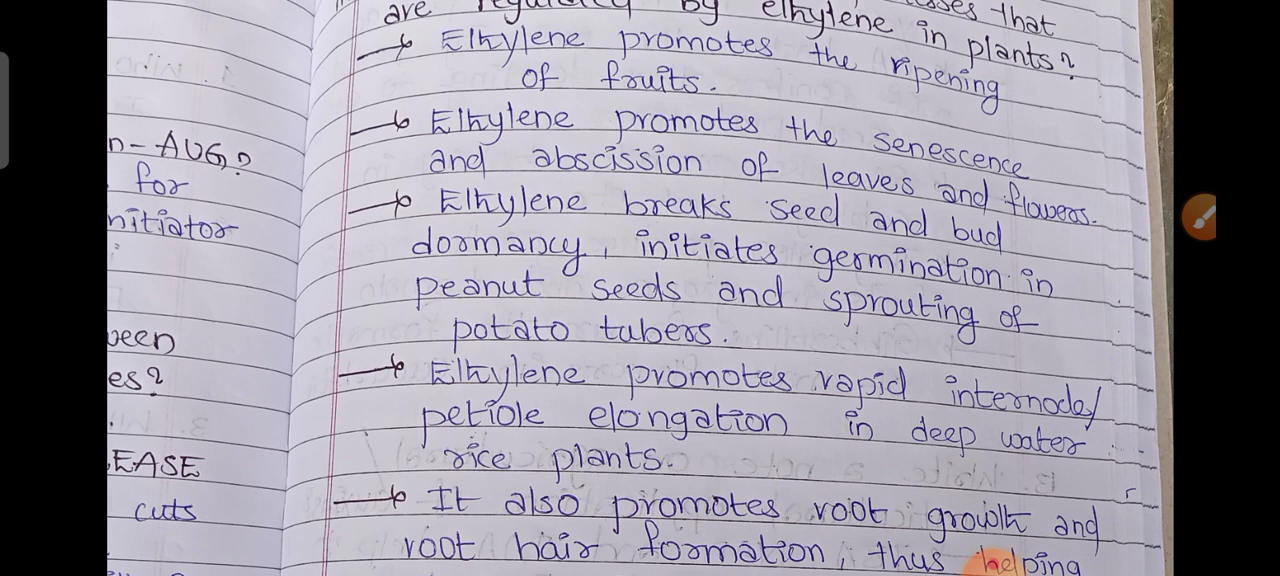 n-AUG?
for
nitiator
ween
es?
EASE
cuts
that
are by ethylene in plants?
→ Ethylene promotes the ripening
of fruits.
→ Ethylene promotes the senescence
and abscission of leaves and flowers.
→ Ethylene breaks seed and bud
dormancy, initiates germination in
peanut seeds and sprouting of
potato tubers.
→ Ethylene promotes rapid internode/
petiole elongation in deep water
rice plants.
→ It also promotes root growth and
root hair formation, thus helping